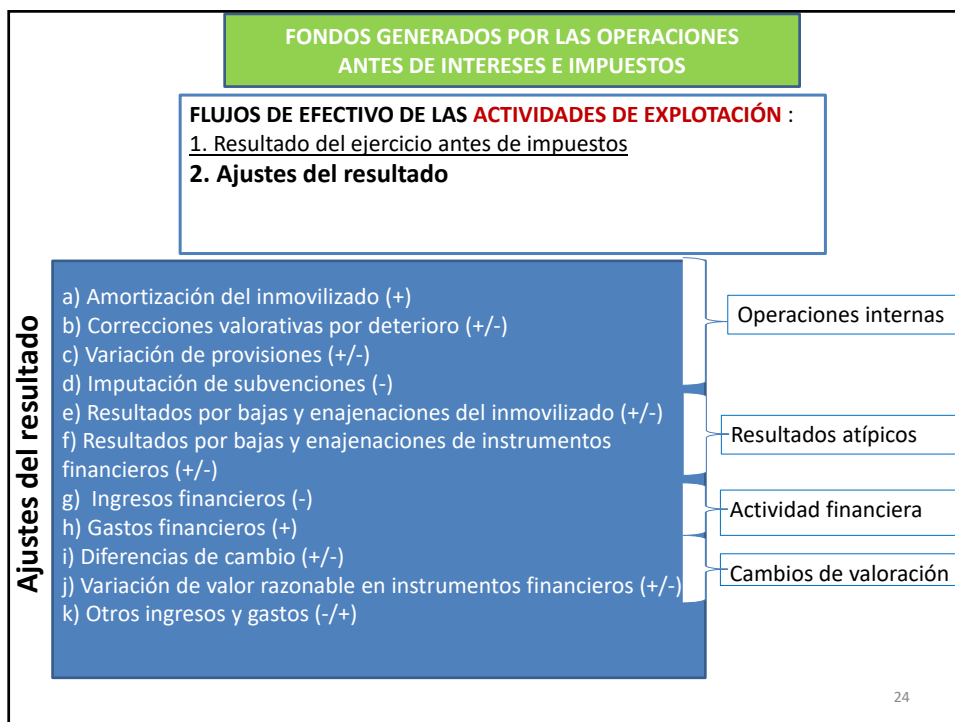 FONDOS GENERADOS POR LAS OPERACIONES
ANTES DE INTERESES E IMPUESTOS
FLUJOS DE EFECTIVO DE LAS ACTIVIDADES DE EXPLOTACIÓN :
1. Resultado del ejercicio antes de impuestos
2. Ajustes del resultado
Ajustes del resultado
a) Amortización del inmovilizado (+)
b) Correcciones valorativas por deterioro (+/-)
c) Variación de provisiones (+/-)
d) Imputación de subvenciones (-)
e) Resultados por bajas y enajenaciones del inmovilizado (+/-)
f) Resultados por bajas y enajenaciones de instrumentos
financieros (+/-)
g) Ingresos financieros (-)
h) Gastos financieros (+)
i) Diferencias de cambio (+/-)
j) Variación de valor razonable en instrumentos financieros (+/-)
k) Otros ingresos y gastos (-/+)
Operaciones internas
Resultados atípicos
Actividad financiera
Cambios de valoración
24